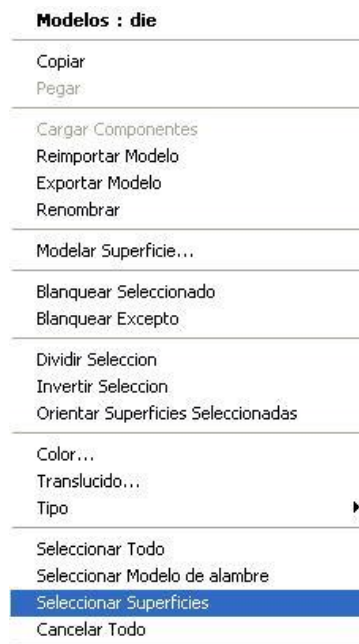 Modelos : die
Copiar
Pegar
Cargar Componentes
Reimportar Modelo
Exportar Modelo
Renombrar
Modelar Superficie...
Blanquear Seleccionado
Blanquear Excepto
Dividir Seleccion
Invertir Seleccion
Orientar Superficies Seleccionadas
Color...
Translucido...
Tipo
Seleccionar Todo
Seleccionar Modelo de alambre
Seleccionar Superficies
Cancelar Todo